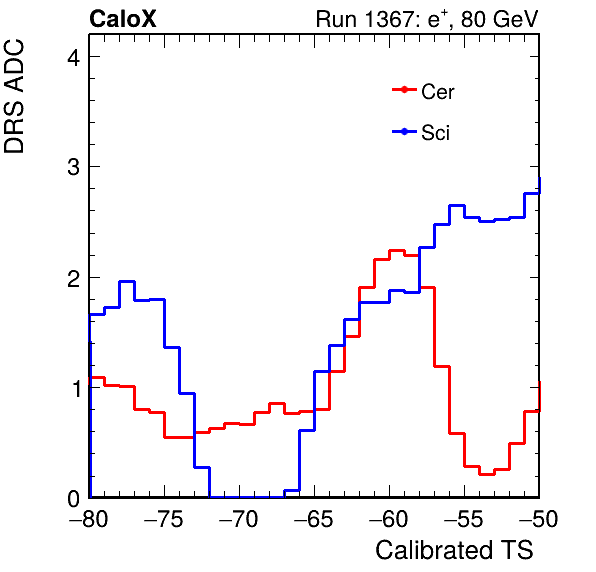 CaloX Run 1367: e⁺, 80 GeV
DRS ADC
4
3
2
1
0
Cer
Sci
−80 −75 −70 −65 −60 −55 −50
Calibrated TS